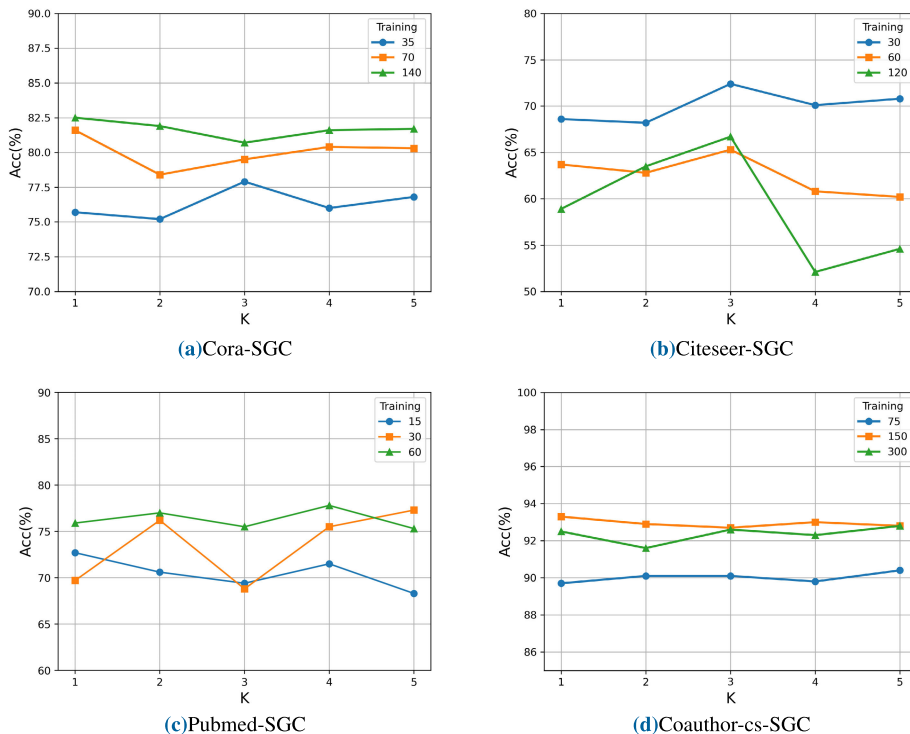 Training
35
70
140
90.0
87.5
85.0
82.5
80.0
77.5
75.0
72.5
70.0
Acc(%)
1 2 3 4 5
K
(a)Cora-SGC
Training
30
60
120
80
75
70
65
60
55
50
Acc(%)
1 2 3 4 5
K
(b)Citeseer-SGC
Training
15
30
60
90
85
80
75
70
65
60
Acc(%)
1 2 3 4 5
K
(c)Pubmed-SGC
Training
75
150
300
100
98
96
94
92
90
88
86
Acc(%)
1 2 3 4 5
K
(d)Coauthor-cs-SGC